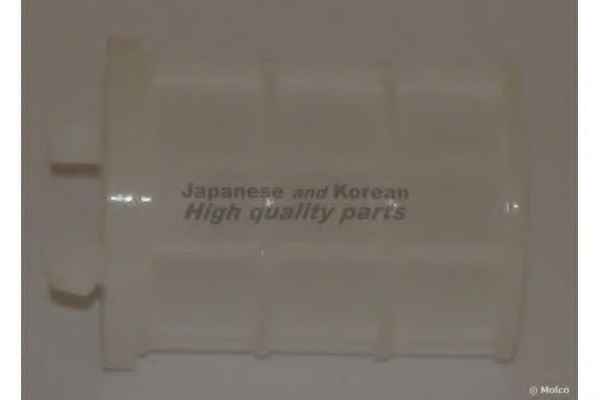 Japanese and Korean
High quality parts
© Molco